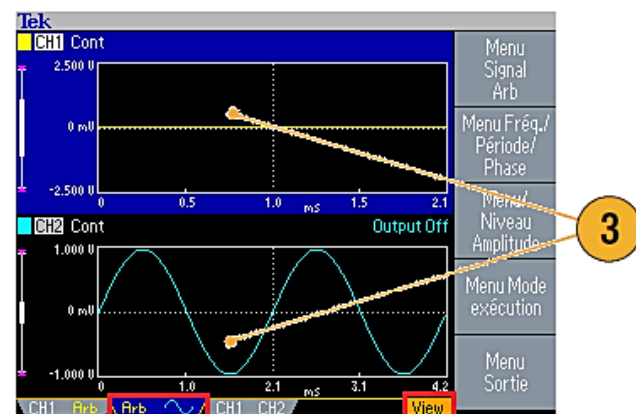 Tek
CH1 Cont
2.500 V
0 mV
-2.500 V
0 0.5 1.0 1.5 2.1
ms
CH2 Cont Output Off
1.000 V
0 mV
-1.000 V
0 1.0 2.1 3.1 4.2
ms
CH1 Arb Arb CH1 CH2 View
Menu
Signal
Arb
Menu Fréq./
Période/
Phase
Menu/
Niveau
Amplitude
Menu Mode
exécution
Menu
Sortie
3